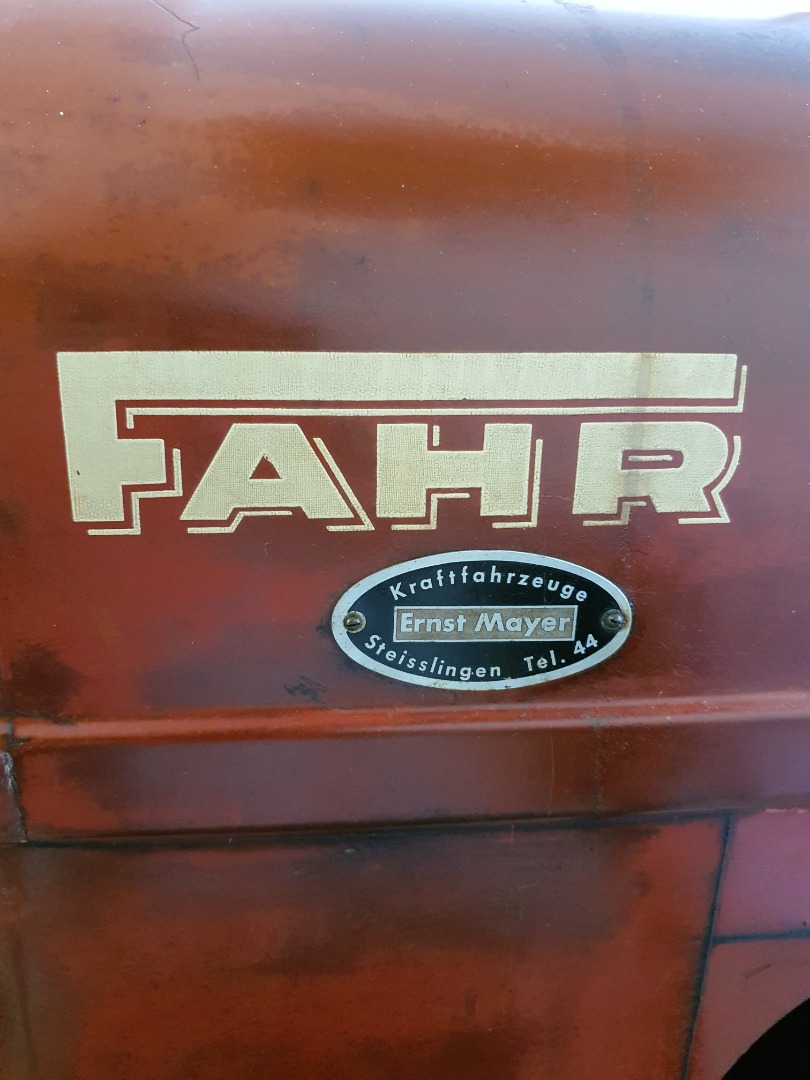 FAHR
Kraftfahrzeuge
Ernst Mayer
Steisslingen Tel. 44